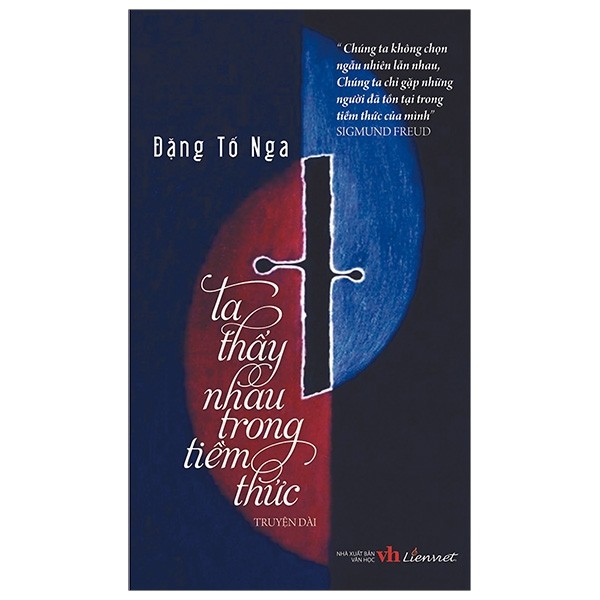 “ Chúng ta không chọn
ngẫu nhiên lẫn nhau,
Chúng ta chỉ gặp những
người đã tồn tại trong
tiềm thức của mình”
SIGMUND FREUD
Đặng Tố Nga
ta
thấy
nhau
trong
tiềm
thức
TRUYỆN DÀI
NHÀ XUẤT BẢN
VĂN HỌC
vh
Lienviet